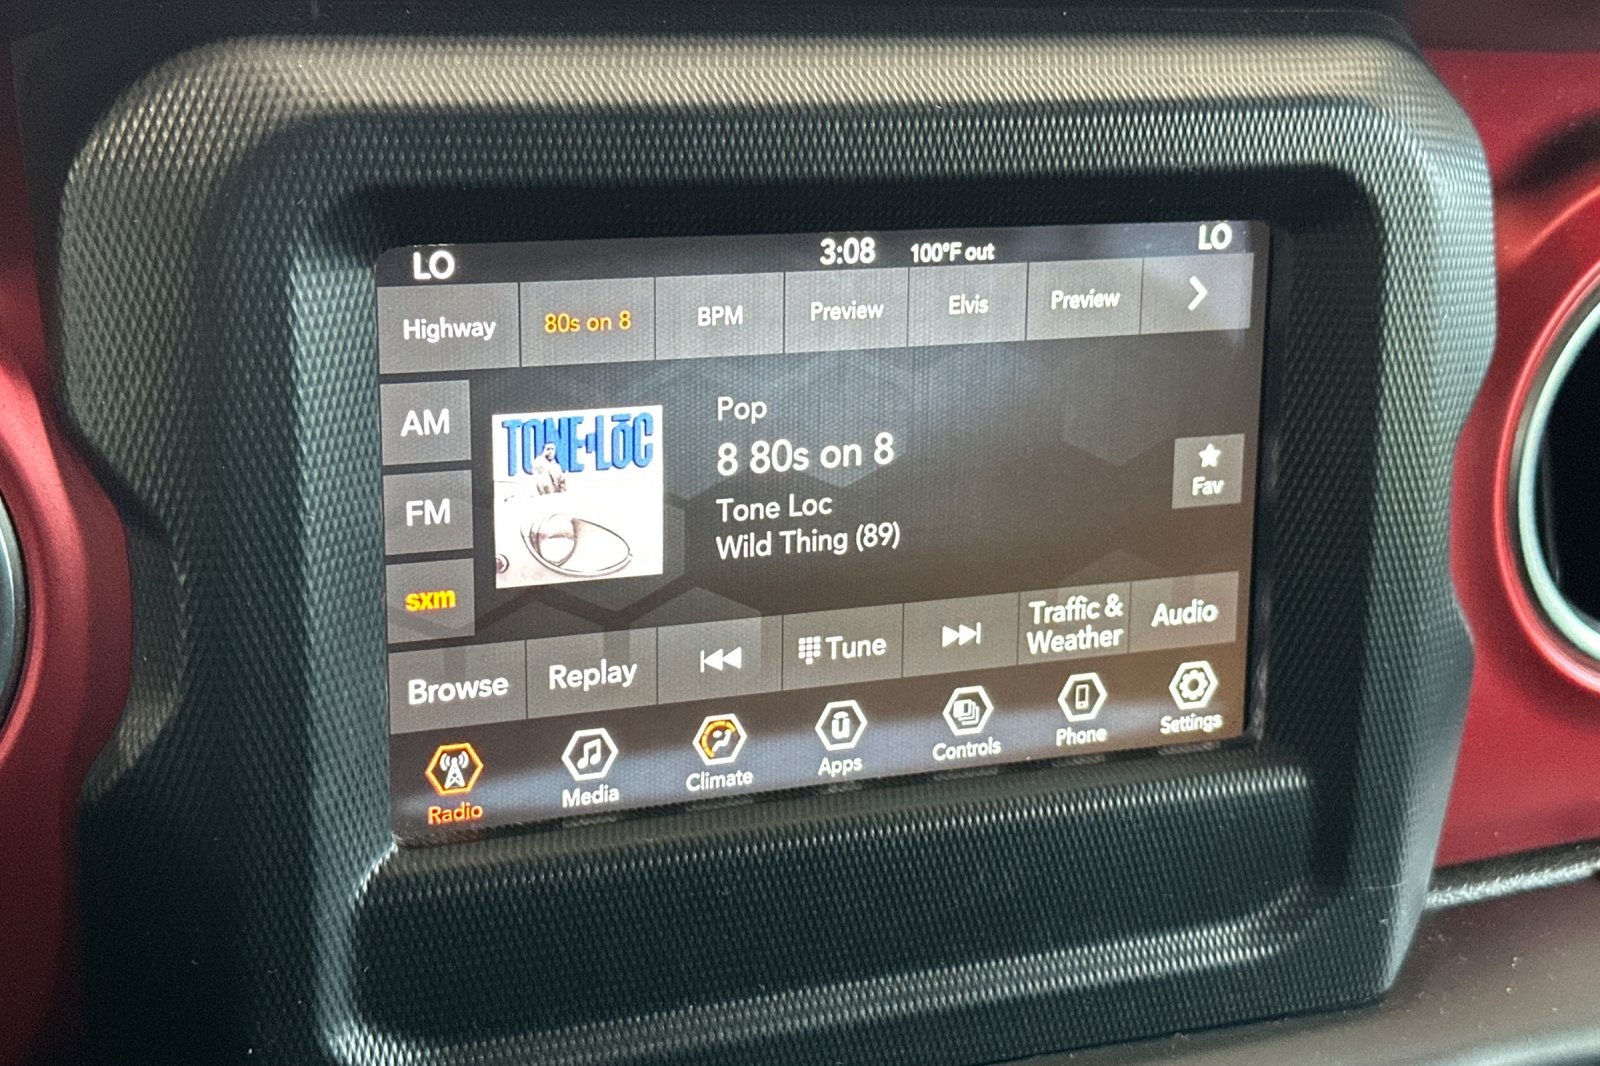 LO 3:08 100°F out LO
Highway 80s on 8 BPM Preview Elvis Preview
AM
FM
sxm
TONE-LŌC
Pop
8 80s on 8
Tone Loc
Wild Thing (89)
Fav
Browse Replay Tune Traffic & Weather Audio
Radio Media Climate Apps Controls Phone Settings